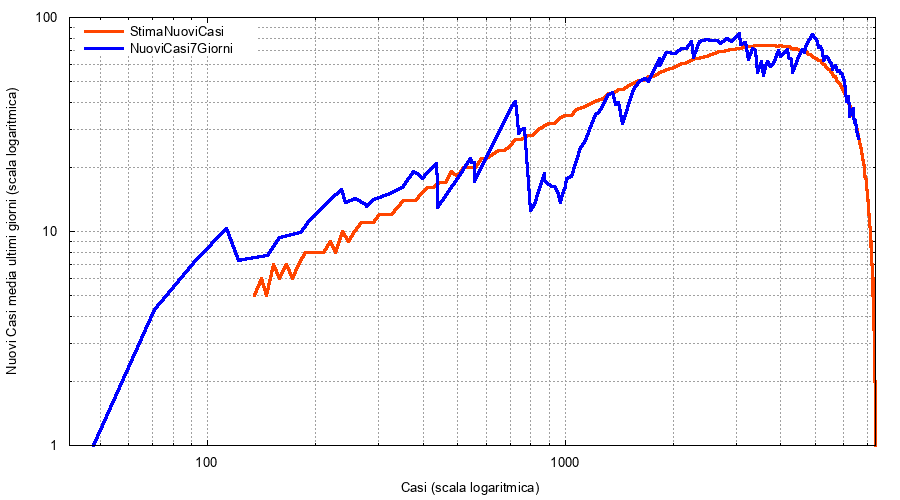 100
StimaNuoviCasi
NuoviCasi7Giorni
Nuovi Casi media ultimi giorni (scala logaritmica)
10
1
100
1000
Casi (scala logaritmica)